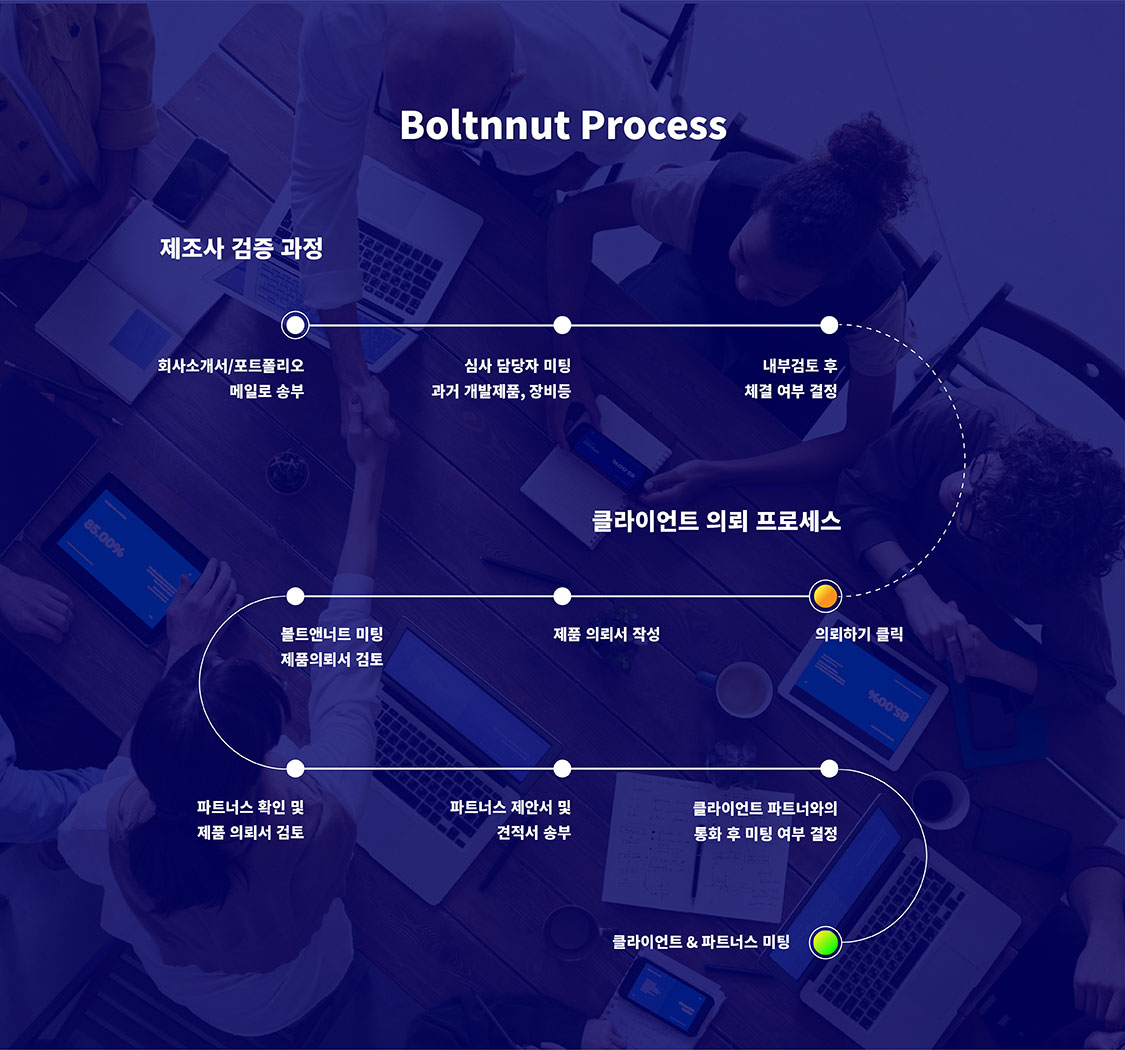 Boltnnut Process
제조사 검증 과정
회사소개서/포트폴리오
메일로 송부
심사 담당자 미팅
과거 개발제품, 장비등
내부검토 후
체결 여부 결정
클라이언트 의뢰 프로세스
의뢰하기 클릭
제품 의뢰서 작성
볼트앤너트 미팅
제품의뢰서 검토
파트너스 확인 및
제품 의뢰서 검토
파트너스 제안서 및
견적서 송부
클라이언트 파트너와의
통화 후 미팅 여부 결정
클라이언트 & 파트너스 미팅
85.00%
85.00%
85.00%